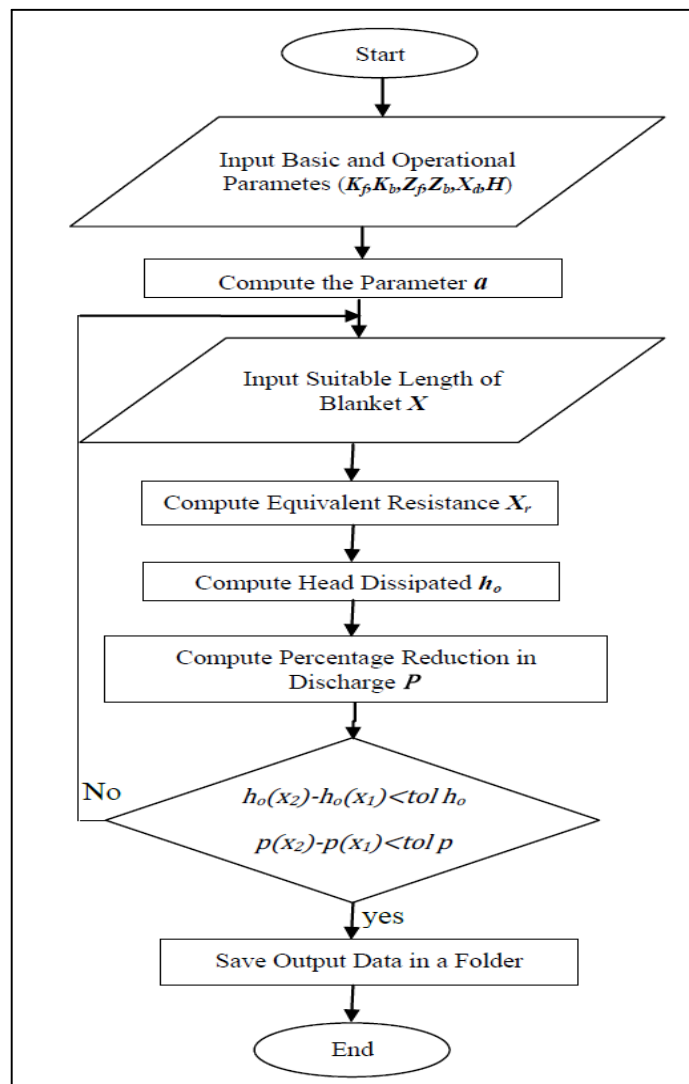 Start
Input Basic and Operational
Parametes (K_f,K_b,Z_f,Z_b,X_d,H)
Compute the Parameter a
Input Suitable Length of
Blanket X
Compute Equivalent Resistance X_r
Compute Head Dissipated h_o
Compute Percentage Reduction in
Discharge P
No
h_o(x_2)-h_o(x_1)<tol h_o
p(x_2)-p(x_1)<tol p
yes
Save Output Data in a Folder
End